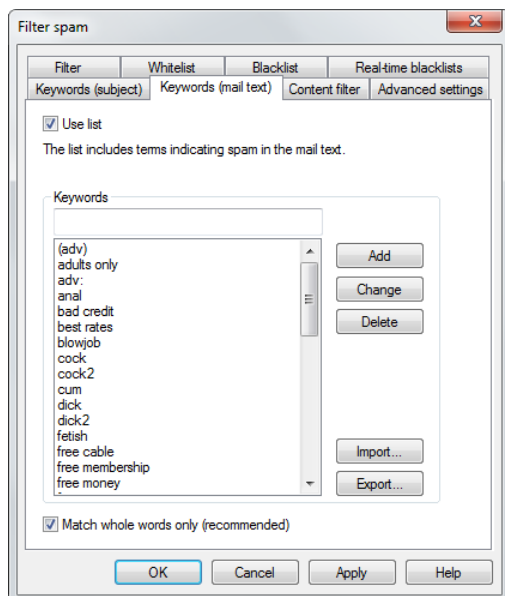 Filter spam
Filter Whitelist Blacklist Real-time blacklists
Keywords (subject) Keywords (mail text) Content filter Advanced settings
Use list
The list includes terms indicating spam in the mail text.
Keywords
(adv)
adults only
adv:
anal
bad credit
best rates
blowjob
cock
cock2
cum
dick
dick2
fetish
free cable
free membership
free money
Add
Change
Delete
Import...
Export...
Match whole words only (recommended)
OK Cancel Apply Help